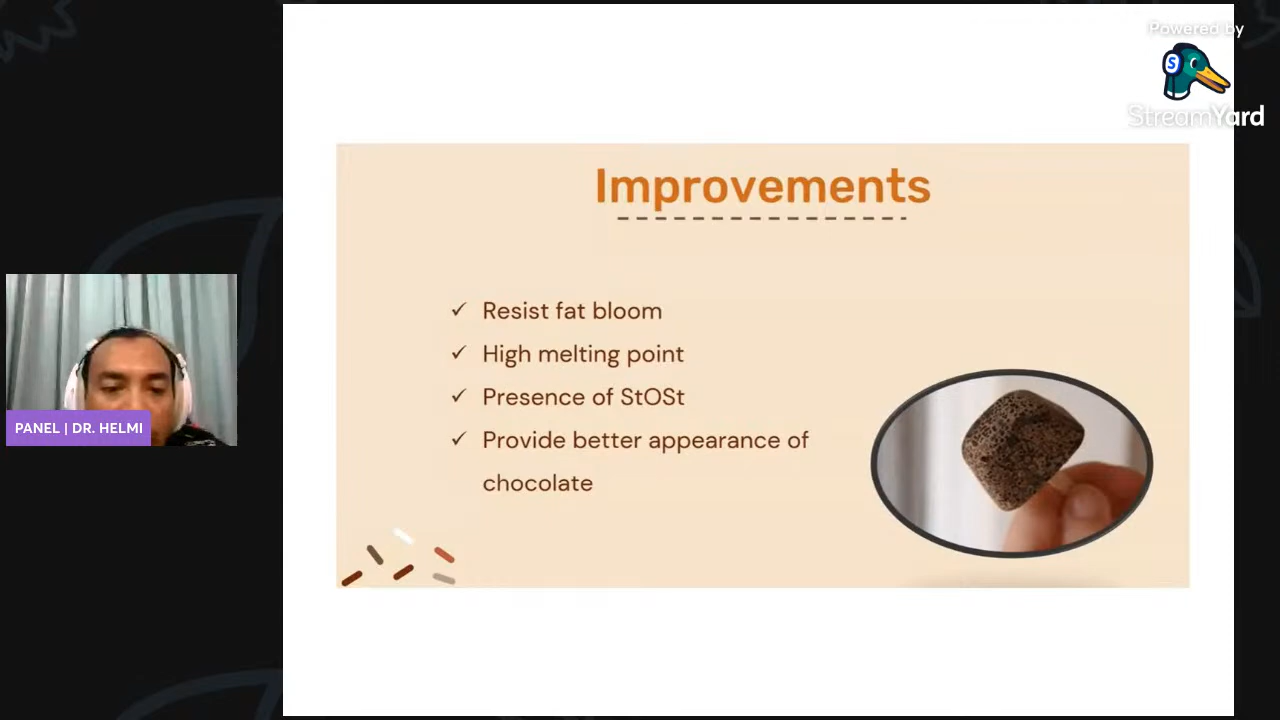 Powered by
StreamYard
Improvements
✓ Resist fat bloom
✓ High melting point
✓ Presence of StOSt
✓ Provide better appearance of
chocolate
PANEL | DR. HELMI